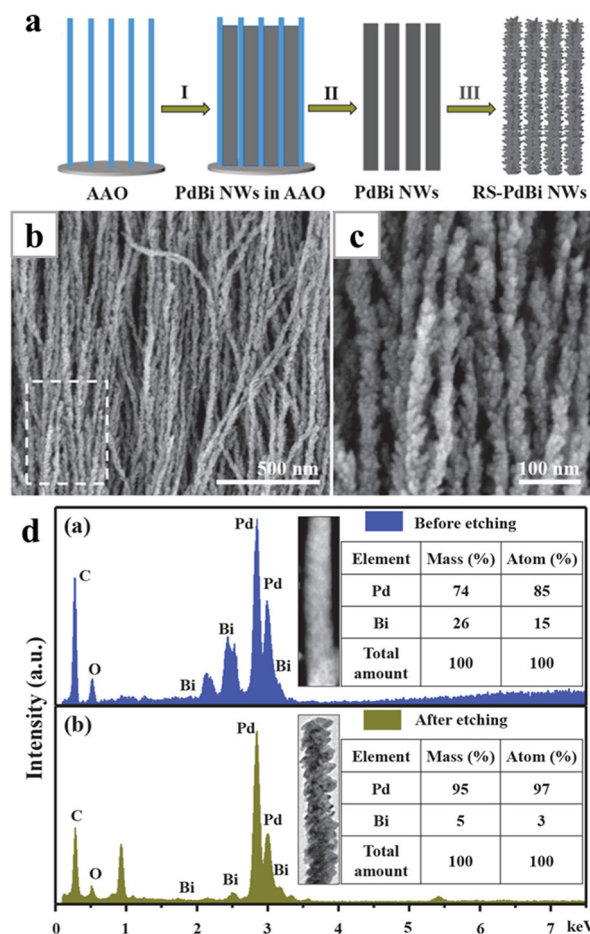 a
I
II
III
AAO
PdBi NWs in AAO
PdBi NWs
RS-PdBi NWs
b
500 nm
c
100 nm
d
Intensity (a.u.)
(a)
C
O
Bi
Bi
Pd
Pd
Bi
Before etching
Element Mass (%) Atom (%)
Pd 74 85
Bi 26 15
Total
amount 100 100
(b)
C
O
Bi
Bi
Pd
Pd
Bi
After etching
Element Mass (%) Atom (%)
Pd 95 97
Bi 5 3
Total
amount 100 100
0 1 2 3 4 5 6 7 keV